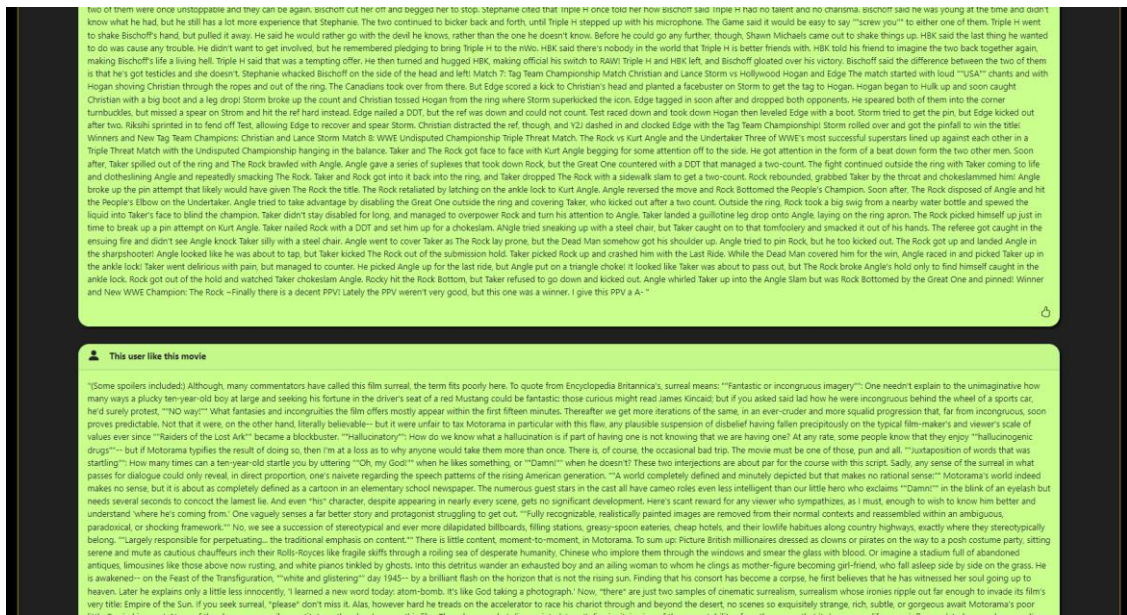 two of them were once unstoppable and they can be again. Bischoff cut her off and begged her to stop. Stephanie cited that Triple H once told her how Bischoff said Triple H had no talent and no charisma. Bischoff said he was young at the time and didn't
know what he had, but he still has a lot more experience that Stephanie. The two continued to bicker back and forth, until Triple H stepped up with his microphone. The Game said it would be easy to say ""screw you"" to either one of them. Triple H went
to shake Bischoff's hand, but pulled it away. He said he would rather go with the devil he knows, rather than the one he doesn't know. Before he could go any further, though, Shawn Michaels came out to shake things up. HBK said the last thing he wanted
to do was cause any trouble. He didn't want to get involved, but he remembered pledging to bring Triple H to the nWo. HBK said there's nobody in the world that Triple H is better friends with. HBK told his friend to imagine the two back together again,
making Bischoff's life a living hell. Triple H said that was a tempting offer. He then turned and hugged HBK, making official his switch to RAW! Triple H and HBK left, and Bischoff gloated over his victory. Bischoff said the difference between the two of them
is that he's got testicles and she doesn't. Stephanie whacked Bischoff on the side of the head and left! Match 7: Tag Team Championship Match Christian and Lance Storm vs Hollywood Hogan and Edge The match started with loud ""USA"" chants and with
Hogan shoving Christian through the ropes and out of the ring. The Canadians took over from there. But Edge scored a kick to Christian's head and planted a facebuster on Storm to get the tag to Hogan. Hogan began to Hulk up and soon caught
Christian with a big boot and a leg drop! Storm broke up the count and Christian tossed Hogan from the ring where Storm superkicked the icon. Edge tagged in soon after and dropped both opponents. He speared both of them into the corner
turnbuckles, but missed a spear on Strom and hit the ref hard instead. Edge nailed a DDT, but the ref was down and could not count. Test raced down and took down Hogan then leveled Edge with a boot. Storm tried to get the pin, but Edge kicked out
after two. Riksihi sprinted in to fend off Test, allowing Edge to recover and spear Storm. Christian distracted the ref, though, and Y2J dashed in and clocked Edge with the Tag Team Championship! Storm rolled over and got the pinfall to win the title!
Winners and New Tag Team Champions: Christian and Lance Storm Match 8: WWE Undisputed Championship Triple Threat Match. The Rock vs Kurt Angle and the Undertaker Three of WWE's most successful superstars lined up against each other in a
Triple Threat Match with the Undisputed Championship hanging in the balance. Taker and The Rock got face to face with Kurt Angle begging for some attention off to the side. He got attention in the form of a beat down form the two other men. Soon
after, Taker spilled out of the ring and The Rock brawled with Angle. Angle gave a series of suplexes that took down Rock, but the Great One countered with a DDT that managed a two-count. The fight continued outside the ring with Taker coming to life
and clotheslining Angle and repeatedly smacking The Rock. Taker and Rock got into it back into the ring, and Taker dropped The Rock with a sidewalk slam to get a two-count. Rock rebounded, grabbed Taker by the throat and chokeslammed him! Angle
broke up the pin attempt that likely would have given The Rock the title. The Rock retaliated by latching on the ankle lock to Kurt Angle. Angle reversed the move and Rock Bottomed the People's Champion. Soon after, The Rock disposed of Angle and hit
the People's Elbow on the Undertaker. Angle tried to take advantage by disabling the Great One outside the ring and covering Taker, who kicked out after a two count. Outside the ring, Rock took a big swig from a nearby water bottle and spewed the
liquid into Taker's face to blind the champion. Taker didn't stay disabled for long, and managed to overpower Rock and turn his attention to Angle. Taker landed a guillotine leg drop onto Angle, laying on the ring apron. The Rock picked himself up just in
time to break up a pin attempt on Kurt Angle. Taker nailed Rock with a DDT and set him up for a chokeslam. ANgle tried sneaking up with a steel chair, but Taker caught on to that tomfoolery and smacked it out of his hands. The referee got caught in the
ensuing fire and didn't see Angle knock Taker silly with a steel chair. Angle went to cover Taker as The Rock lay prone, but the Dead Man somehow got his shoulder up. Angle tried to pin Rock, but he too kicked out. The Rock got up and landed Angle in
the sharpshooter! Angle looked like he was about to tap, but Taker kicked The Rock out of the submission hold. Taker picked Rock up and crashed him with the Last Ride. While the Dead Man covered him for the win, Angle raced in and picked Taker up in
the ankle lock! Taker went delirious with pain, but managed to counter. He picked Angle up for the last ride, but Angle put on a triangle choke! It looked like Taker was about to pass out, but The Rock broke Angle's hold only to find himself caught in the
ankle lock. Rock got out of the hold and watched Taker chokeslam Angle. Rocky hit the Rock Bottom, but Taker refused to go down and kicked out. Angle whirled Taker up into the Angle Slam but was Rock Bottomed by the Great One and pinned! Winner
and New WWE Champion: The Rock ~Finally there is a decent PPV! Lately the PPV weren't very good, but this one was a winner. I give this PPV a A- "
This user like this movie
"(Some spoilers included:) Although, many commentators have called this film surreal, the term fits poorly here. To quote from Encyclopedia Britannica's, surreal means: ""Fantastic or incongruous imagery"": One needn't explain to the unimaginative how
many ways a plucky ten-year-old boy at large and seeking his fortune in the driver's seat of a red Mustang could be fantastic: those curious might read James Kincaid; but if you asked said lad how he were incongruous behind the wheel of a sports car,
he'd surely protest, ""NO way!"" What fantasies and incongruities the film offers mostly appear within the first fifteen minutes. Thereafter we get more iterations of the same, in an ever-cruder and more squalid progression that, far from incongruous, soon
proves predictable. Not that it were, on the other hand, literally believable-- but it were unfair to tax Motorama in particular with this flaw, any plausible suspension of disbelief having fallen precipitously on the typical film-maker's and viewer's scale of
values ever since ""Raiders of the Lost Ark"" became a blockbuster. ""Hallucinatory"": How do we know what a hallucination is if part of having one is not knowing that we are having one? At any rate, some people know that they enjoy ""hallucinogenic
drugs""-- but if Motorama typifies the result of doing so, then I'm at a loss as to why anyone would take them more than once. There is, of course, the occasional bad trip. The movie must be one of those, pun and all. ""Juxtaposition of words that was
startling"": How many times can a ten-year-old startle you by uttering ""Oh, my God!"" when he likes something, or ""Damn!"" when he doesn't? These two interjections are about par for the course with this script. Sadly, any sense of the surreal in what
passes for dialogue could only reveal, in direct proportion, one's naivete regarding the speech patterns of the rising American generation. ""A world completely defined and minutely depicted but that makes no rational sense:"" Motorama's world indeed
makes no sense, but it is about as completely defined as a cartoon in an elementary school newspaper. The numerous guest stars in the cast all have cameo roles even less intelligent than our little hero who exclaims ""Damn!"" in the blink of an eyelash but
needs several seconds to concoct the lamest lie. And even *his* character, despite appearing in nearly every scene, gets no significant development. Here's scant reward for any viewer who sympathizes, as I must, enough to wish to know him better and
understand 'where he's coming from.' One vaguely senses a far better story and protagonist struggling to get out. ""Fully recognizable, realistically painted images are removed from their normal contexts and reassembled within an ambiguous,
paradoxical, or shocking framework."" No, we see a succession of stereotypical and ever more dilapidated billboards, filling stations, greasy-spoon eateries, cheap hotels, and their lowlife habitues along country highways, exactly where they stereotypically
belong. ""Largely responsible for perpetuating... the traditional emphasis on content."" There is little content, moment-to-moment, in Motorama. To sum up: Picture British millionaires dressed as clowns or pirates on the way to a posh costume party, sitting
serene and mute as cautious chauffeurs inch their Rolls-Royces like fragile skiffs through a roiling sea of desperate humanity, Chinese who implore them through the windows and smear the glass with blood. Or imagine a stadium full of abandoned
antiques, limousines like those above now rusting, and white pianos tinkled by ghosts. Into this detritus wander an exhausted boy and an ailing woman to whom he clings as mother-figure becoming girl-friend, who fall asleep side by side on the grass. He
is awakened-- on the Feast of the Transfiguration, ""white and glistering"" day 1945-- by a brilliant flash on the horizon that is not the rising sun. Finding that his consort has become a corpse, he first believes that he has witnessed her soul going up to
heaven. Later he explains only a little less innocently, 'I learned a new word today: atom-bomb. It's like God taking a photograph.' Now, *there* are just two samples of cinematic surrealism, surrealism whose ironies ripple out far enough to invade its film's
very title: Empire of the Sun. If you seek surreal, *please* don't miss it. Alas, however hard he treads on the accelerator to race his chariot through and beyond the desert, no scenes so exquisitely strange, rich, subtle, or gorgeous await Motorama's poor